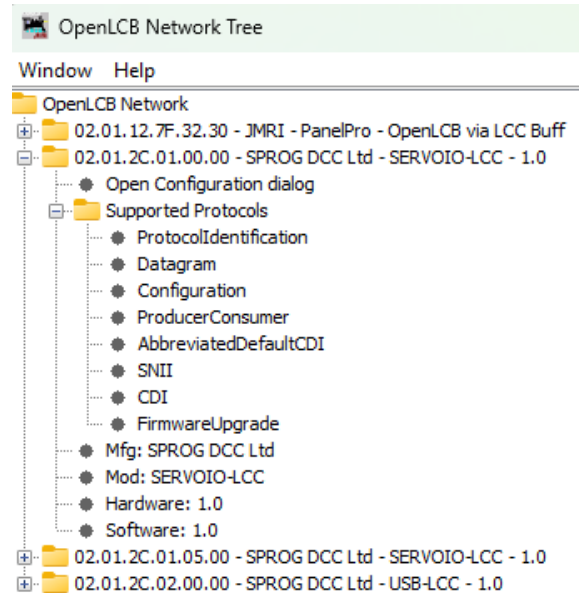 OpenLCB Network Tree
Window Help
OpenLCB Network
02.01.12.7F.32.30 - JMRI - PanelPro - OpenLCB via LCC Buff
02.01.2C.01.00.00 - SPROG DCC Ltd - SERVOIO-LCC - 1.0
Open Configuration dialog
Supported Protocols
ProtocolIdentification
Datagram
Configuration
ProducerConsumer
AbbreviatedDefaultCDI
SNII
CDI
FirmwareUpgrade
Mfg: SPROG DCC Ltd
Mod: SERVOIO-LCC
Hardware: 1.0
Software: 1.0
02.01.2C.01.05.00 - SPROG DCC Ltd - SERVOIO-LCC - 1.0
02.01.2C.02.00.00 - SPROG DCC Ltd - USB-LCC - 1.0